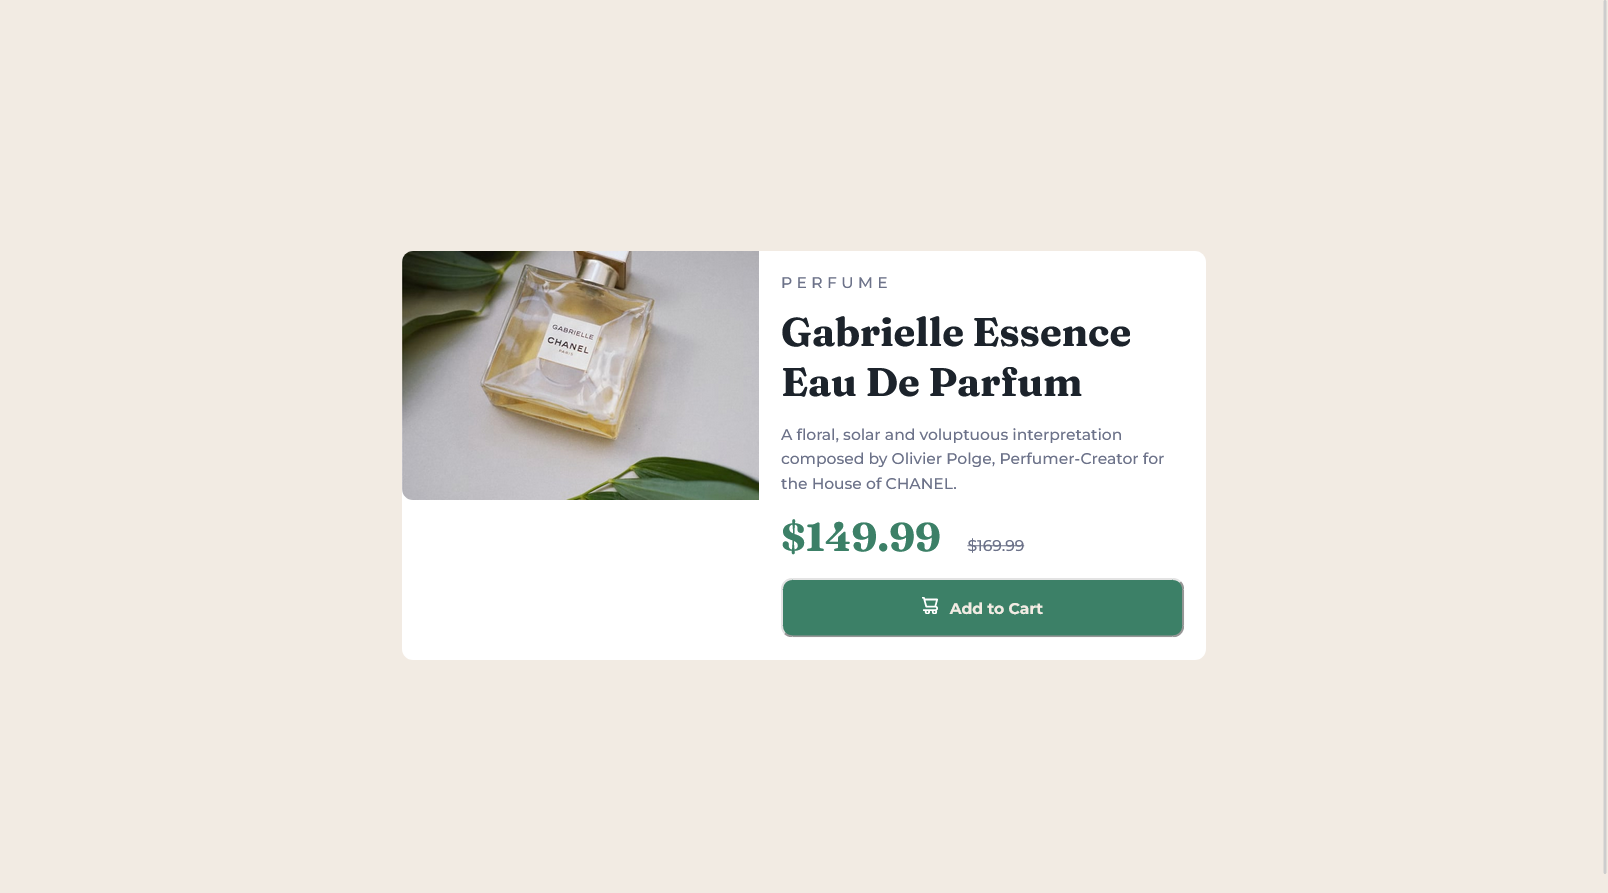 GABRIELLE
CHANEL
PARIS
PERFUME
Gabrielle Essence
Eau De Parfum
A floral, solar and voluptuous interpretation
composed by Olivier Polge, Perfumer-Creator for
the House of CHANEL.
$149.99 $169.99
Add to Cart